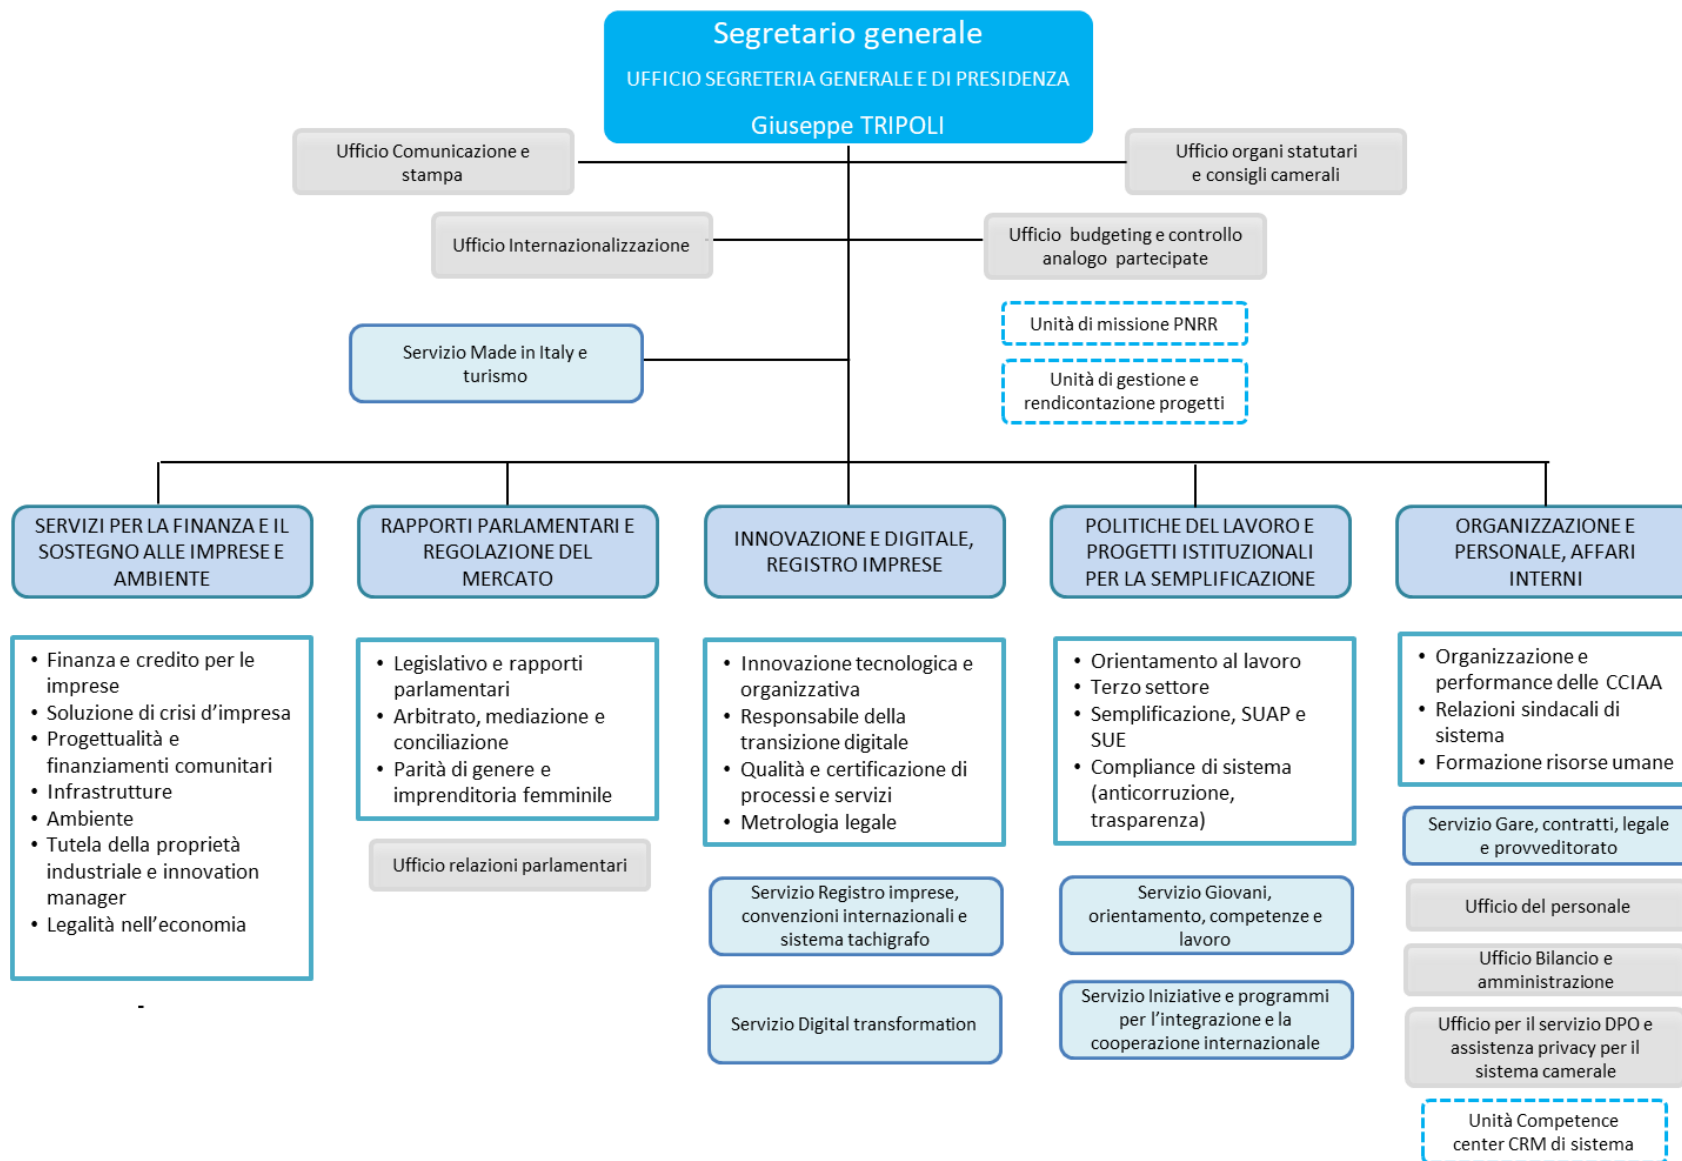 Segretario generale
UFFICIO SEGRETERIA GENERALE E DI PRESIDENZA
Giuseppe TRIPOLI
Ufficio Comunicazione e
stampa
Ufficio organi statutari
e consigli camerali
Ufficio Internazionalizzazione
Ufficio budgeting e controllo
analogo partecipate
Unità di missione PNRR
Servizio Made in Italy e
turismo
Unità di gestione e
rendicontazione progetti
SERVIZI PER LA FINANZA E IL
SOSTEGNO ALLE IMPRESE E
AMBIENTE
RAPPORTI PARLAMENTARI E
REGOLAZIONE DEL
MERCATO
INNOVAZIONE E DIGITALE,
REGISTRO IMPRESE
POLITICHE DEL LAVORO E
PROGETTI ISTITUZIONALI
PER LA SEMPLIFICAZIONE
ORGANIZZAZIONE E
PERSONALE, AFFARI
INTERNI
• Finanza e credito per le
imprese
• Soluzione di crisi d’impresa
• Progettualità e
finanziamenti comunitari
• Infrastrutture
• Ambiente
• Tutela della proprietà
industriale e innovation
manager
• Legalità nell’economia
-
• Legislativo e rapporti
parlamentari
• Arbitrato, mediazione e
conciliazione
• Parità di genere e
imprenditoria femminile
Ufficio relazioni parlamentari
• Innovazione tecnologica e
organizzativa
• Responsabile della
transizione digitale
• Qualità e certificazione di
processi e servizi
• Metrologia legale
Servizio Registro imprese,
convenzioni internazionali e
sistema tachigrafo
Servizio Digital transformation
• Orientamento al lavoro
• Terzo settore
• Semplificazione, SUAP e
SUE
• Compliance di sistema
(anticorruzione,
trasparenza)
Servizio Giovani,
orientamento, competenze e
lavoro
Servizio Iniziative e programmi
per l’integrazione e la
cooperazione internazionale
• Organizzazione e
performance delle CCIAA
• Relazioni sindacali di
sistema
• Formazione risorse umane
Servizio Gare, contratti, legale
e provveditorato
Ufficio del personale
Ufficio Bilancio e
amministrazione
Ufficio per il servizio DPO e
assistenza privacy per il
sistema camerale
Unità Competence
center CRM di sistema